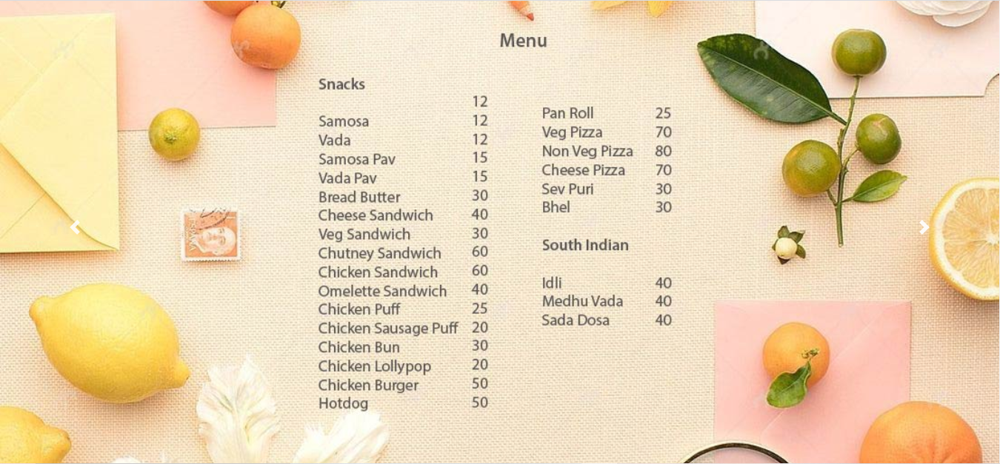 Menu
Snacks
12
Samosa 12
Vada 12
Samosa Pav 15
Vada Pav 15
Bread Butter 30
Cheese Sandwich 40
Veg Sandwich 30
Chutney Sandwich 60
Chicken Sandwich 60
Omelette Sandwich 40
Chicken Puff 25
Chicken Sausage Puff 20
Chicken Bun 30
Chicken Lollypop 20
Chicken Burger 50
Hotdog 50
Pan Roll 25
Veg Pizza 70
Non Veg Pizza 80
Cheese Pizza 70
Sev Puri 30
Bhel 30
South Indian
Idli 40
Medhu Vada 40
Sada Dosa 40